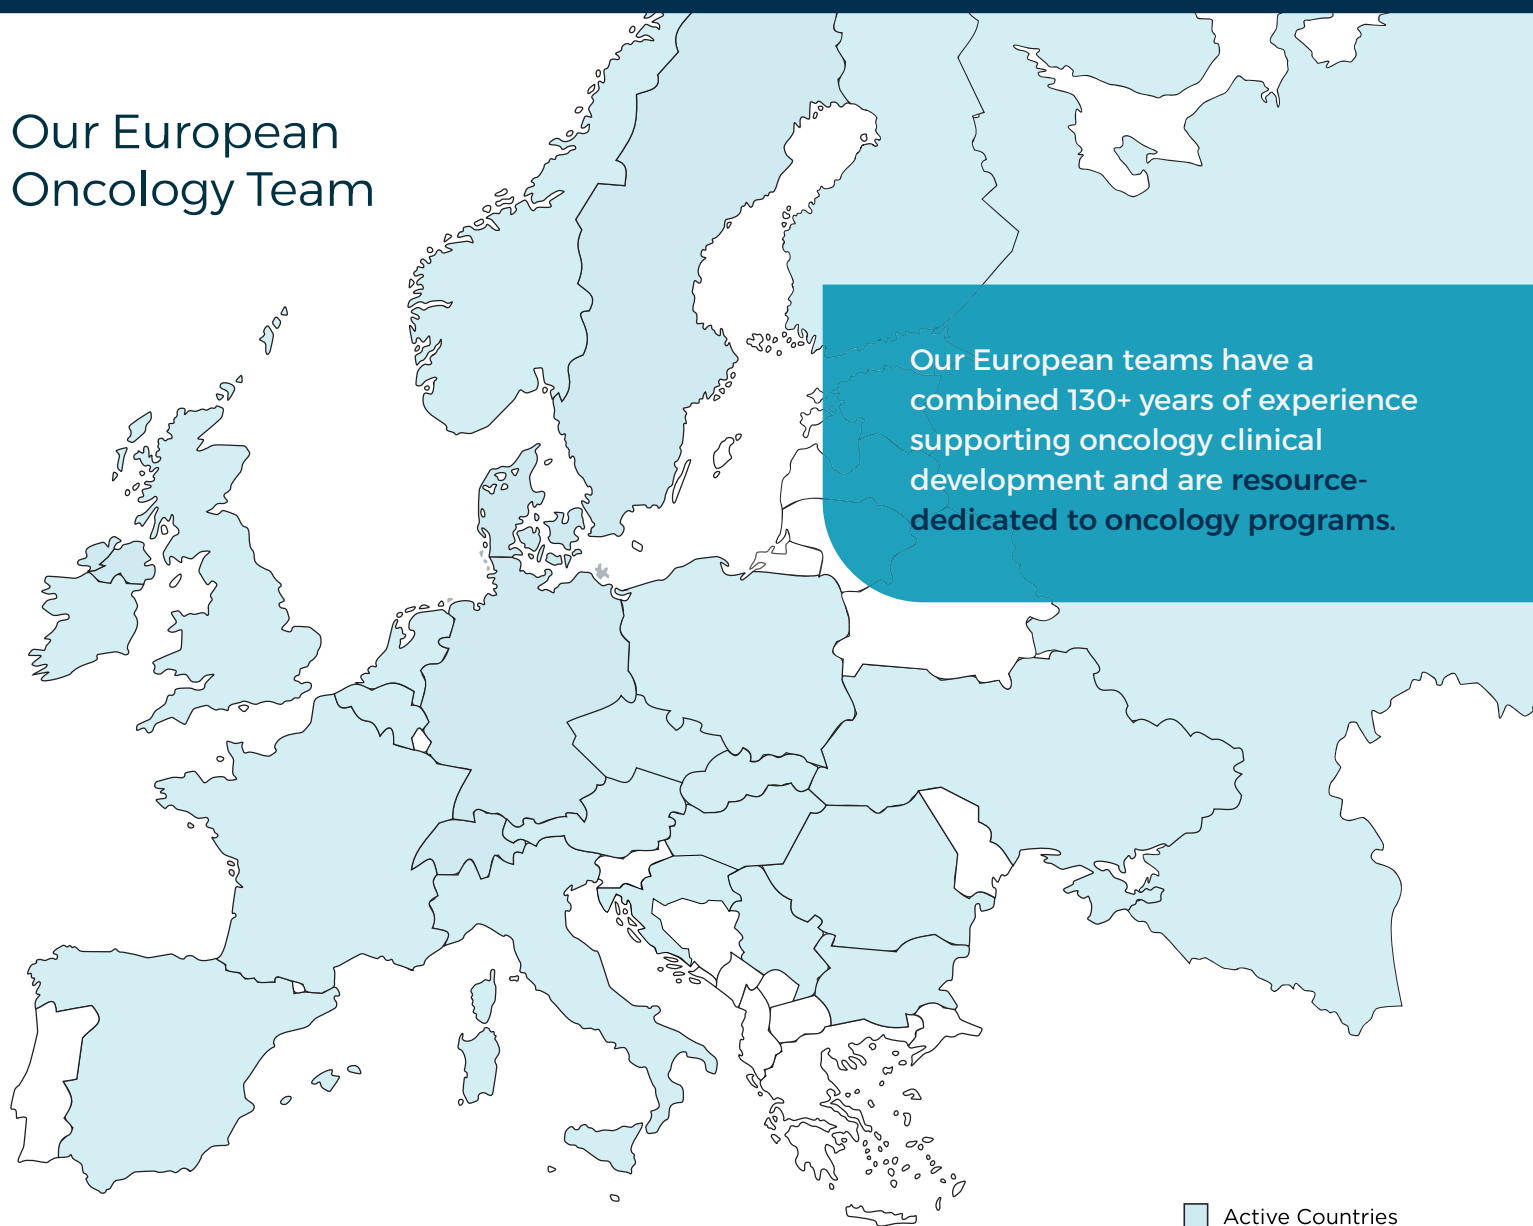 Our European
Oncology Team
Our European teams have a
combined 130+ years of experience
supporting oncology clinical
development and are resource-
dedicated to oncology programs.
Active Countries